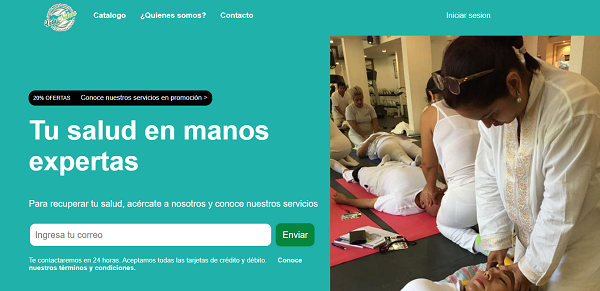 Catalogo ¿Quienes somos? Contacto Iniciar sesion
20% OFERTAS Conoce nuestros servicios en promoción >
Tu salud en manos
expertas
Para recuperar tu salud, acércate a nosotros y conoce nuestros servicios
Ingresa tu correo Enviar
Te contactaremos en 24 horas. Aceptamos todas las tarjetas de crédito y débito. Conoce
nuestros términos y condiciones.